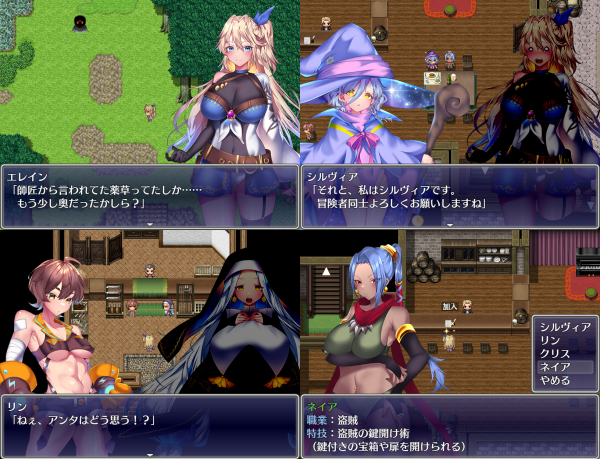 エレイン
「師匠から言われてた薬草ってたしか……
もう少し奥だったかしら？」
シルヴィア
「それと、私はシルヴィアです。
冒険者同士よろしくお願いしますね」
リン
「ねぇ、アンタはどう思う！？」
加入
シルヴィア
リン
クリス
ネイア
やめる
ネイア
職業：盗賊
特技：盗賊の鍵開け術
（鍵付きの宝箱や扉を開けられる）